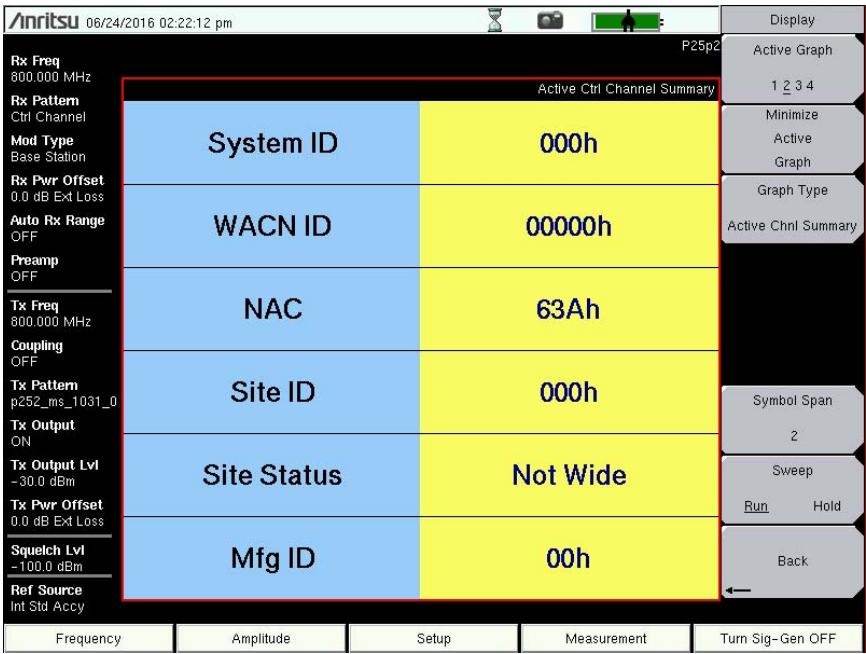 Anritsu 06/24/2016 02:22:12 pm
Display
P25p2
Rx Freq
800.000 MHz
Rx Pattern
Ctrl Channel
Mod Type
Base Station
Rx Pwr Offset
0.0 dB Ext Loss
Auto Rx Range
OFF
Preamp
OFF
Tx Freq
800.000 MHz
Coupling
OFF
Tx Pattern
p252_ms_1031_0
Tx Output
ON
Tx Output Lvl
-30.0 dBm
Tx Pwr Offset
0.0 dB Ext Loss
Squelch Lvl
-100.0 dBm
Ref Source
Int Std Accy
Active Ctrl Channel Summary
System ID 000h
WACN ID 00000h
NAC 63Ah
Site ID 000h
Site Status Not Wide
Mfg ID 00h
Active Graph
1 2 3 4
Minimize
Active
Graph
Graph Type
Active Chnl Summary
Symbol Span
2
Sweep
Run Hold
Back
Frequency Amplitude Setup Measurement Turn Sig-Gen OFF